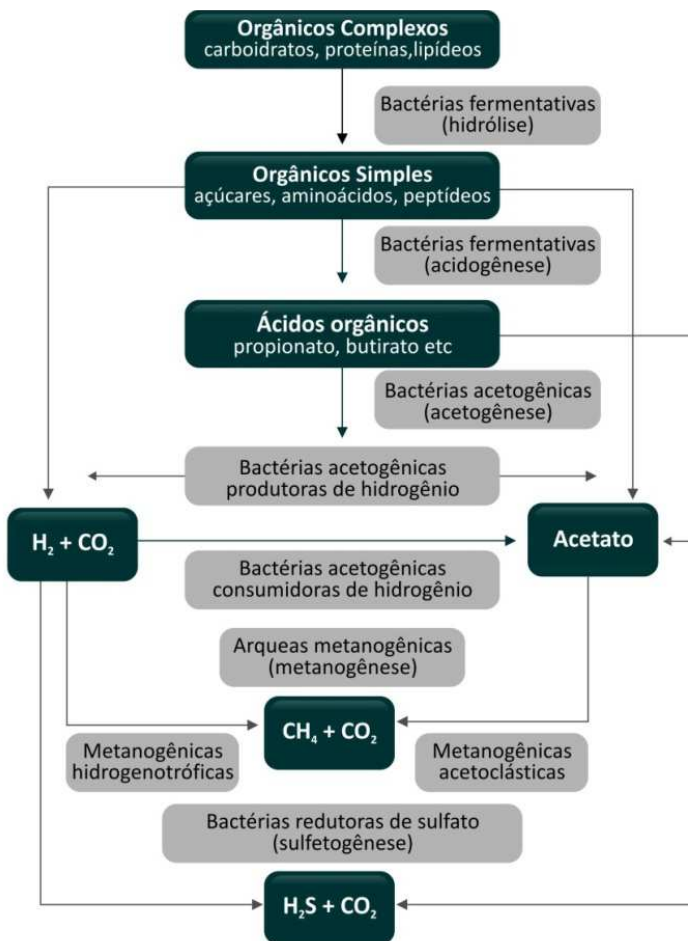 Orgânicos Complexos
carboidratos, proteínas,lipídeos
Bactérias fermentativas
(hidrólise)
Orgânicos Simples
açúcares, aminoácidos, peptídeos
Bactérias fermentativas
(acidogênese)
Ácidos orgânicos
propionato, butirato etc
Bactérias acetogênicas
(acetogênese)
Bactérias acetogênicas
produtoras de hidrogênio
H₂ + CO₂
Acetato
Bactérias acetogênicas
consumidoras de hidrogênio
Arqueas metanogênicas
(metanogênese)
CH₄ + CO₂
Metanogênicas
hidrogenotróficas
Metanogênicas
acetoclásticas
Bactérias redutoras de sulfato
(sulfetogênese)
H₂S + CO₂